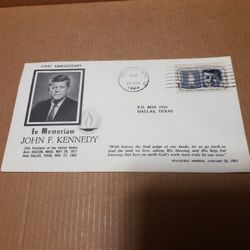 FIRST ANNIVERSARY
In Memoriam
JOHN F. KENNEDY
35th President of the United States
Born BOSTON, MASS. MAY 29, 1917
Died DALLAS, TEX. NOV. 22, 1963
P.O. BOX 1934
DALLAS, TEXAS
"With history the final judge of our deeds, let us go forth to
lead the land we love, asking His blessing and His help, but
knowing that here on earth God's work must truly be our own."
INAUGURAL ADDRESS, JANUARY 20, 1961